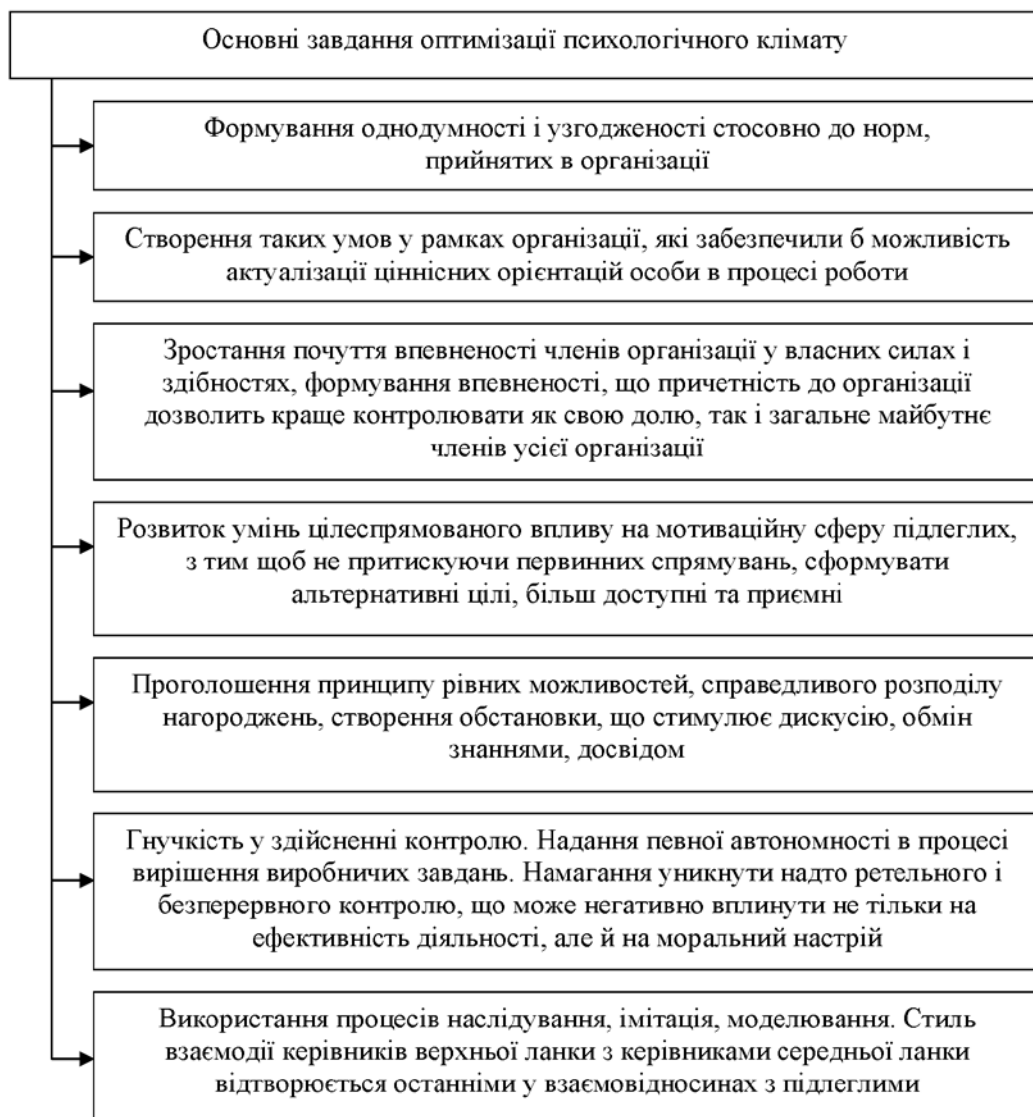 Основні завдання оптимізації психологічного клімату
Формування однодумності і узгодженості стосовно до норм,
прийнятих в організації
Створення таких умов у рамках організації, які забезпечили б можливість
актуалізації ціннісних орієнтацій особи в процесі роботи
Зростання почуття впевненості членів організації у власних силах і
здібностях, формування впевненості, що причетність до організації
дозволить краще контролювати як свою долю, так і загальне майбутнє
членів усієї організації
Розвиток умінь цілеспрямованого впливу на мотиваційну сферу підлеглих,
з тим щоб не притискуючи первинних спрямувань, сформувати
альтернативні цілі, більш доступні та приємні
Проголошення принципу рівних можливостей, справедливого розподілу
нагороджень, створення обстановки, що стимулює дискусію, обмін
знаннями, досвідом
Гнучкість у здійсненні контролю. Надання певної автономності в процесі
вирішення виробничих завдань. Намагання уникнути надто ретельного і
безперервного контролю, що може негативно вплинути не тільки на
ефективність діяльності, але й на моральний настрій
Використання процесів наслідування, імітація, моделювання. Стиль
взаємодії керівників верхньої ланки з керівниками середньої ланки
відтворюється останніми у взаємовідносинах з підлеглими